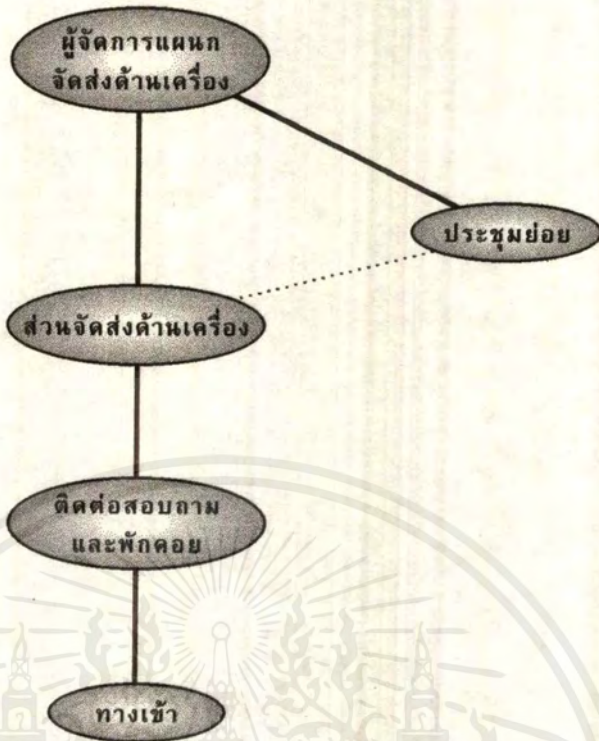 ผู้จัดการแผนก
จัดส่งด้านเครื่อง
ประชุมย่อย
ส่วนจัดส่งด้านเครื่อง
ติดต่อสอบถาม
และพักคอย
ทางเข้า